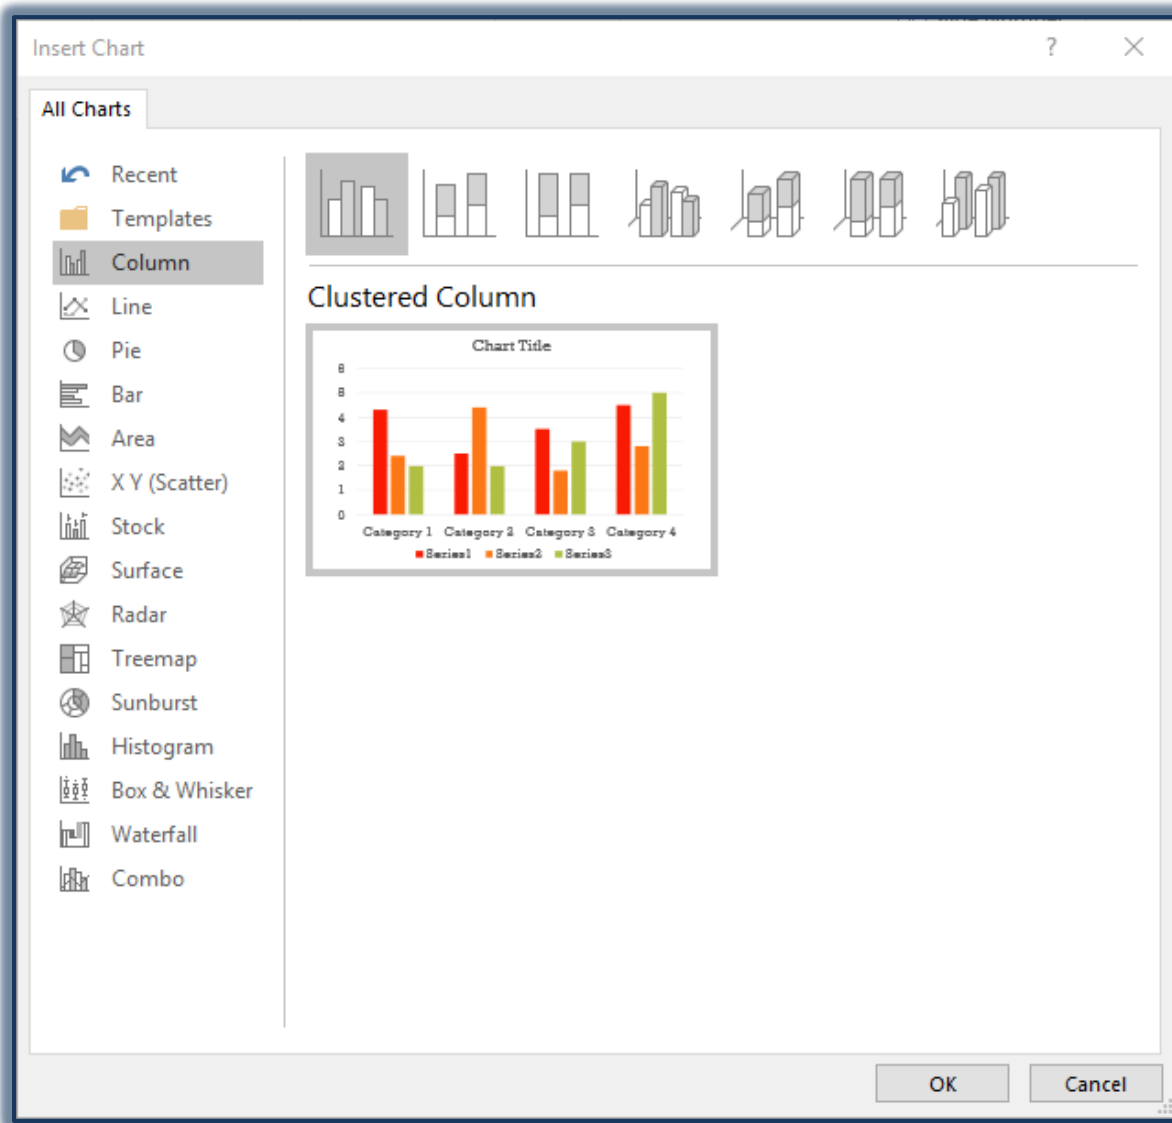 Insert Chart
?
All Charts
Recent
Templates
Column
Line
Pie
Bar
Area
X Y (Scatter)
Stock
Surface
Radar
Treemap
Sunburst
Histogram
Box & Whisker
Waterfall
Combo
Clustered Column
Chart Title
6
5
4
3
2
1
0
Category 1 Category 2 Category 3 Category 4
Series1 Series2 Series3
OK Cancel